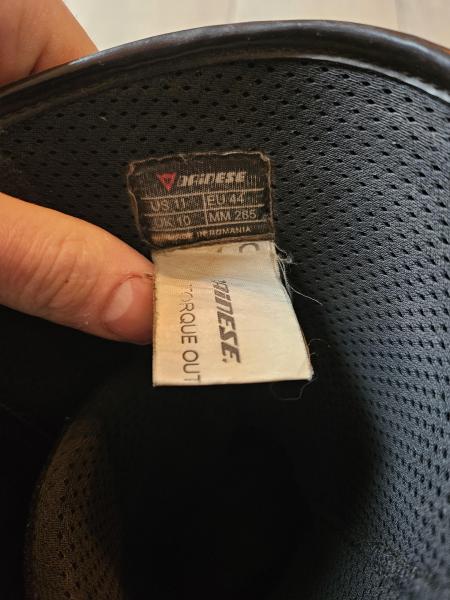 DAINESE
US 11 EU 44
UK 10 MM 285
MADE IN ROMANIA
DAINESE.
TORQUE OUT